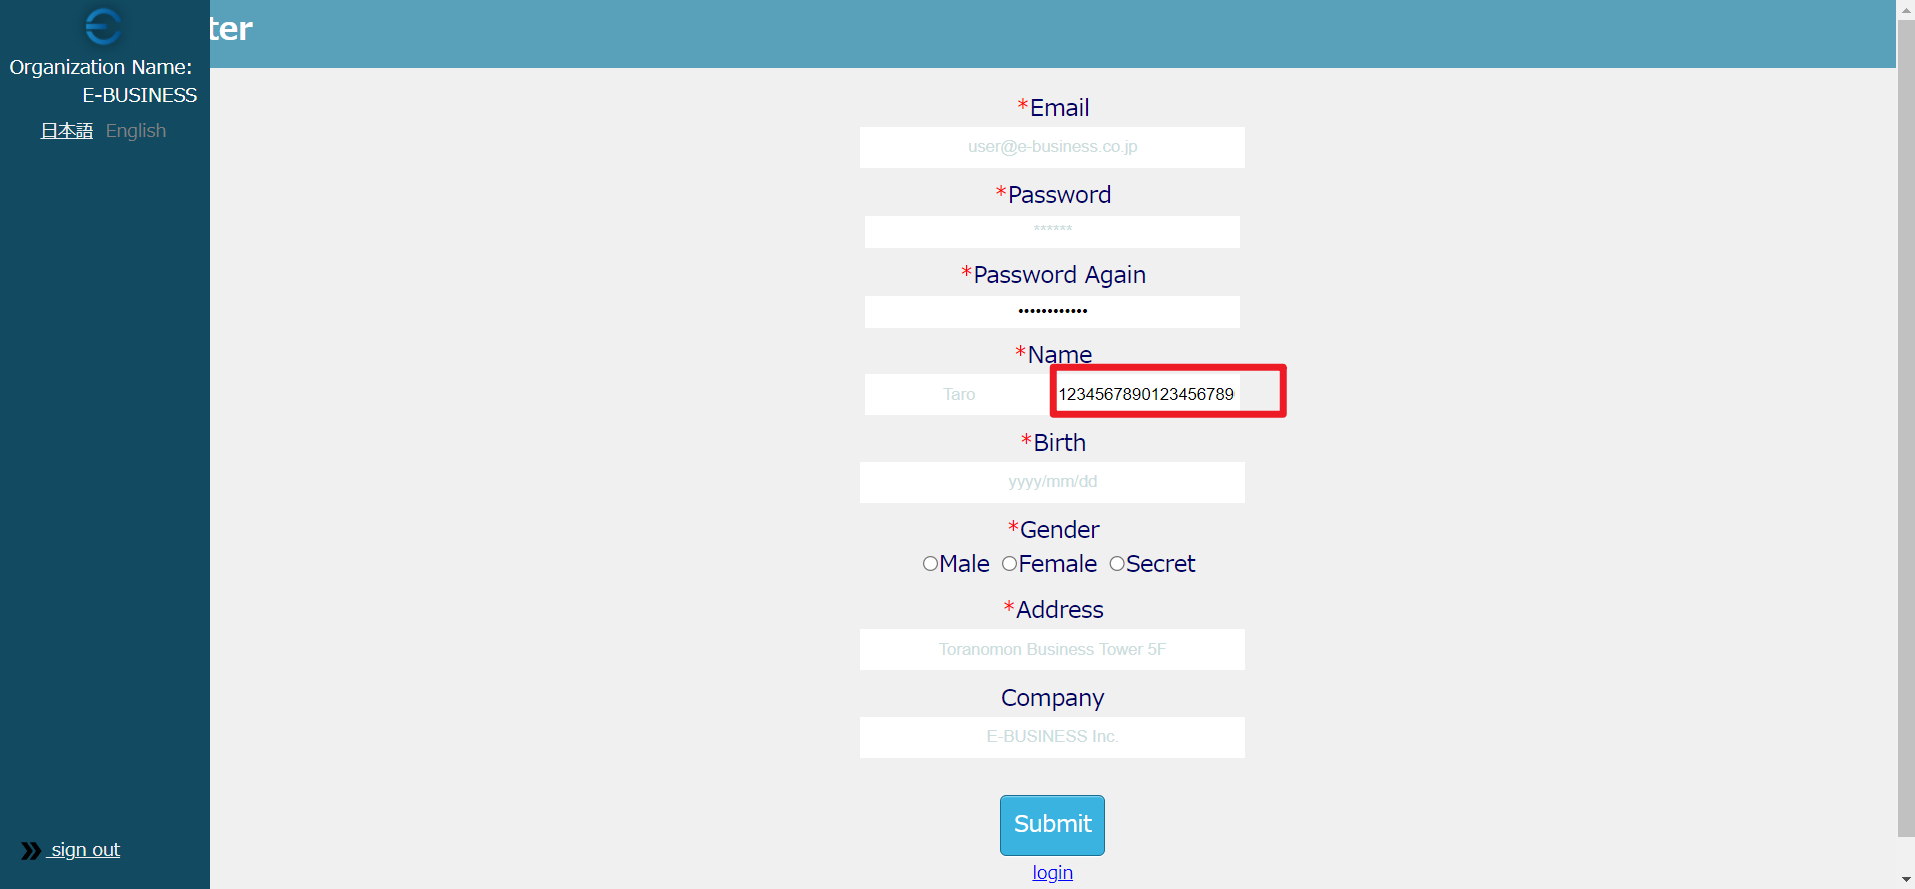 Organization Name:
E-BUSINESS
日本語 English
ter
*Email
user@e-business.co.jp
*Password
******
*Password Again
••••••••••••
*Name
Taro 1234567890123456789
*Birth
yyyy/mm/dd
*Gender
Male Female Secret
*Address
Toranomon Business Tower 5F
Company
E-BUSINESS Inc.
Submit
login
sign out